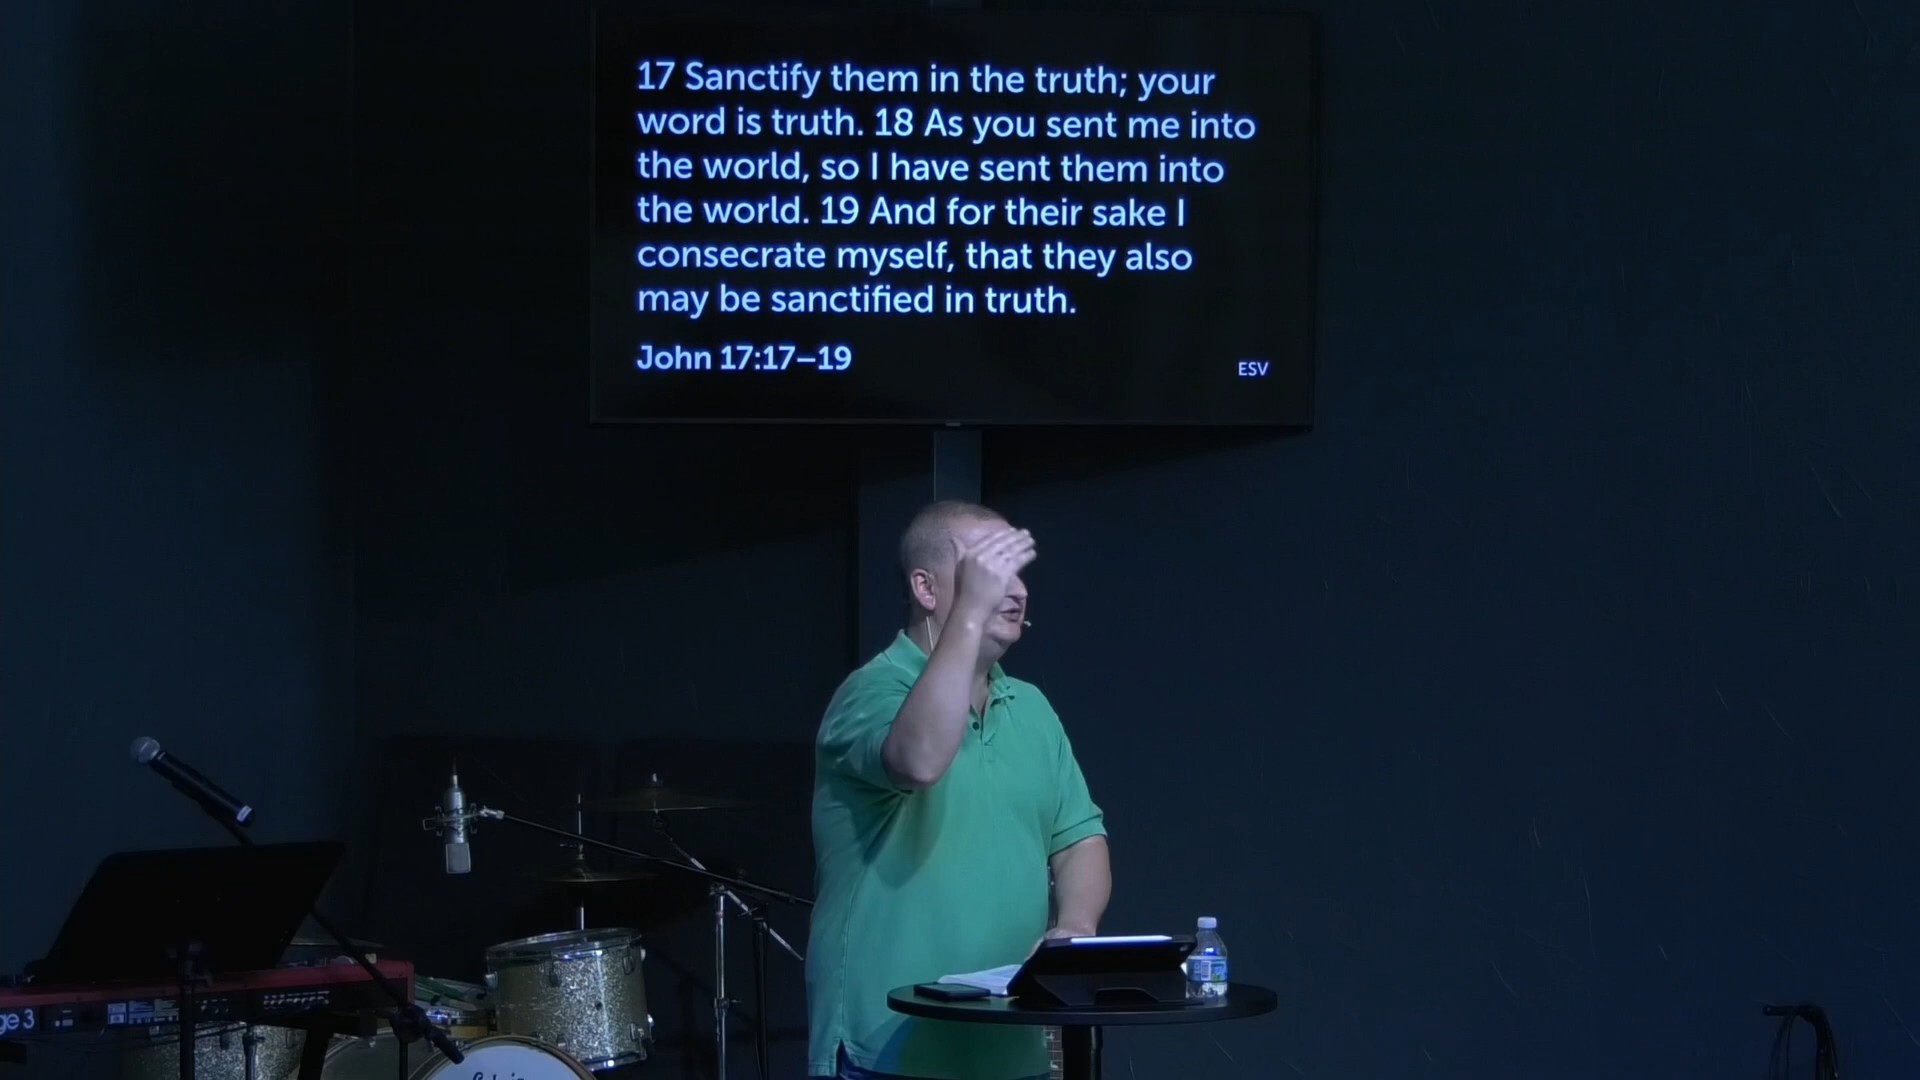 17 Sanctify them in the truth; your
word is truth. 18 As you sent me into
the world, so I have sent them into
the world. 19 And for their sake I
consecrate myself, that they also
may be sanctified in truth.
John 17:17–19
ESV
ge 3